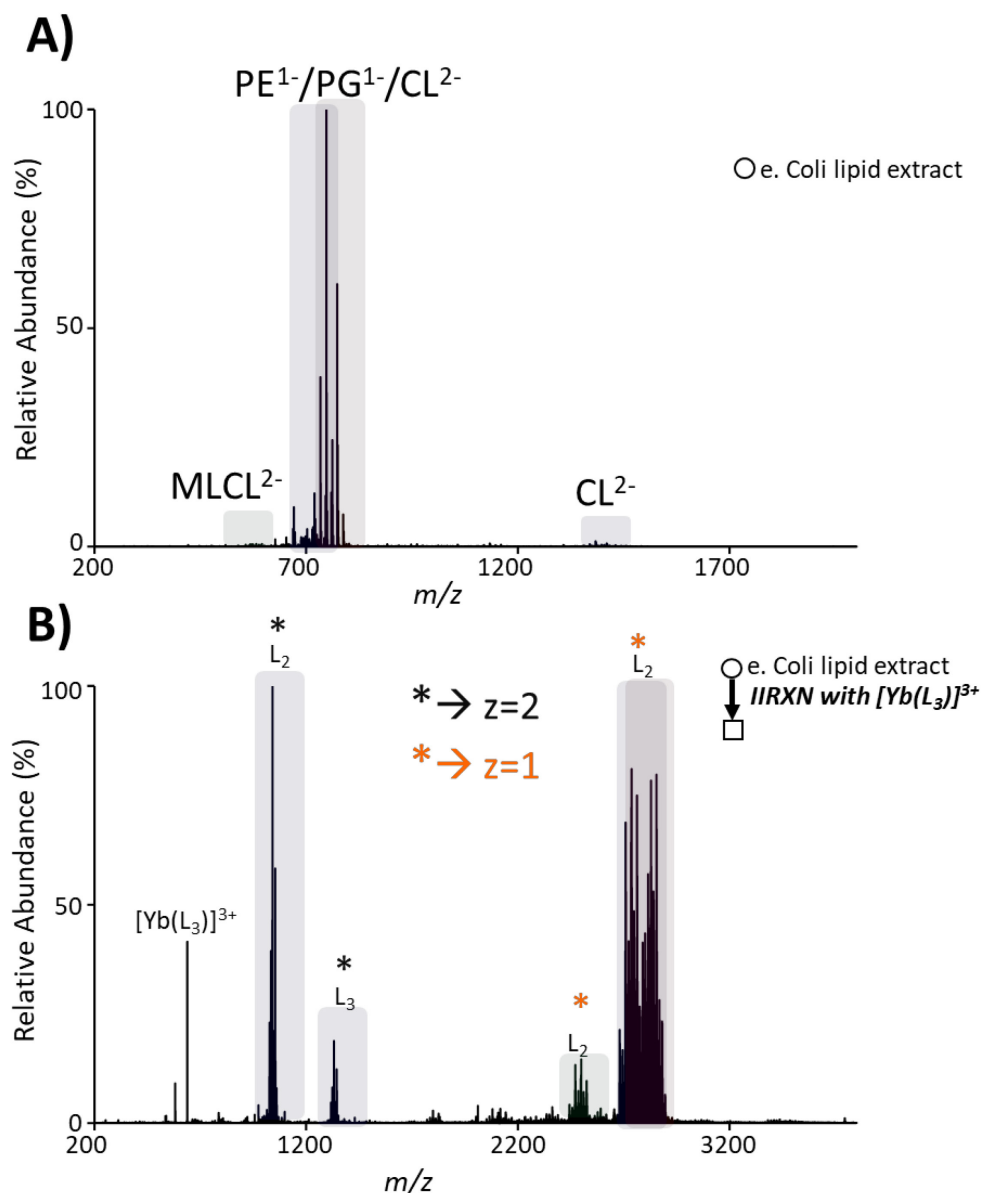 A)
PE¹⁻/PG¹⁻/CL²⁻
100
50
0
Relative Abundance (%)
e. Coli lipid extract
MLCL²⁻
CL²⁻
200 700 1200 1700
m/z
B)
*
L₂
*
L₂
e. Coli lipid extract
IIRXN with [Yb(L₃)]³⁺
* → z=2
* → z=1
100
50
0
Relative Abundance (%)
[Yb(L₃)]³⁺
*
L₃
*
L₂
200 1200 2200 3200
m/z